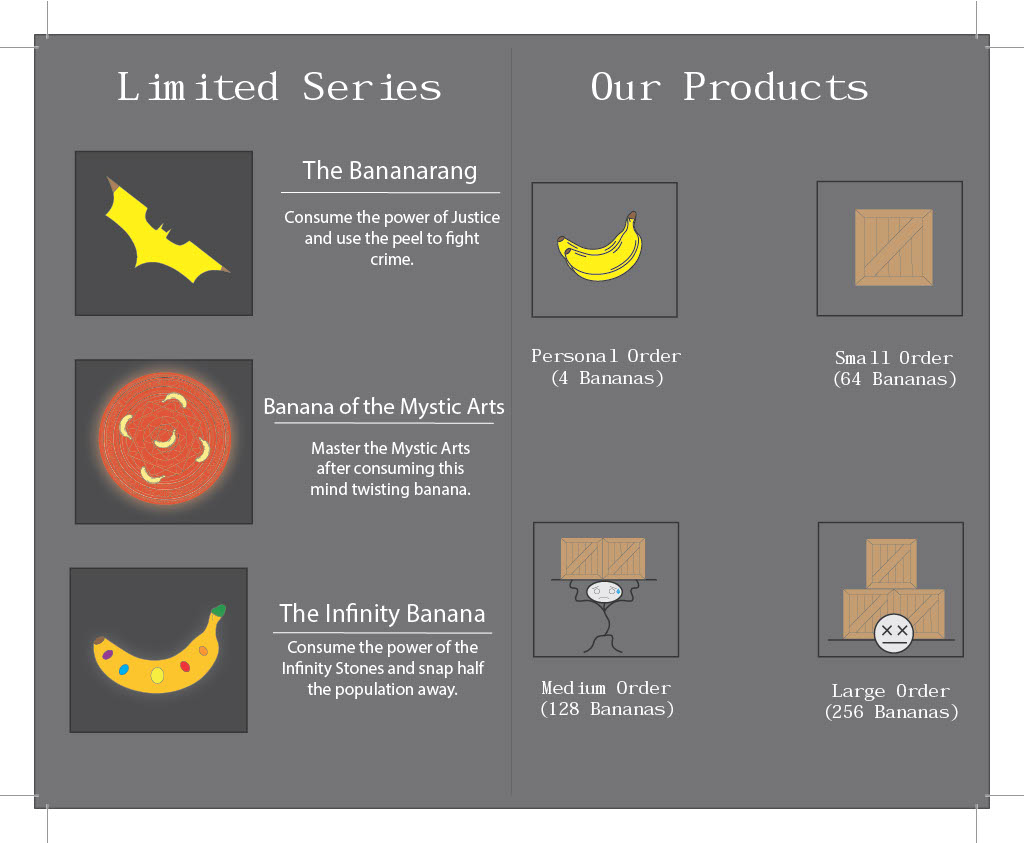 Limited Series
The Bananarang
Consume the power of Justice
and use the peel to fight
crime.
Banana of the Mystic Arts
Master the Mystic Arts
after consuming this
mind twisting banana.
The Infinity Banana
Consume the power of the
Infinity Stones and snap half
the population away.
Our Products
Personal Order
(4 Bananas)
Small Order
(64 Bananas)
Medium Order
(128 Bananas)
Large Order
(256 Bananas)